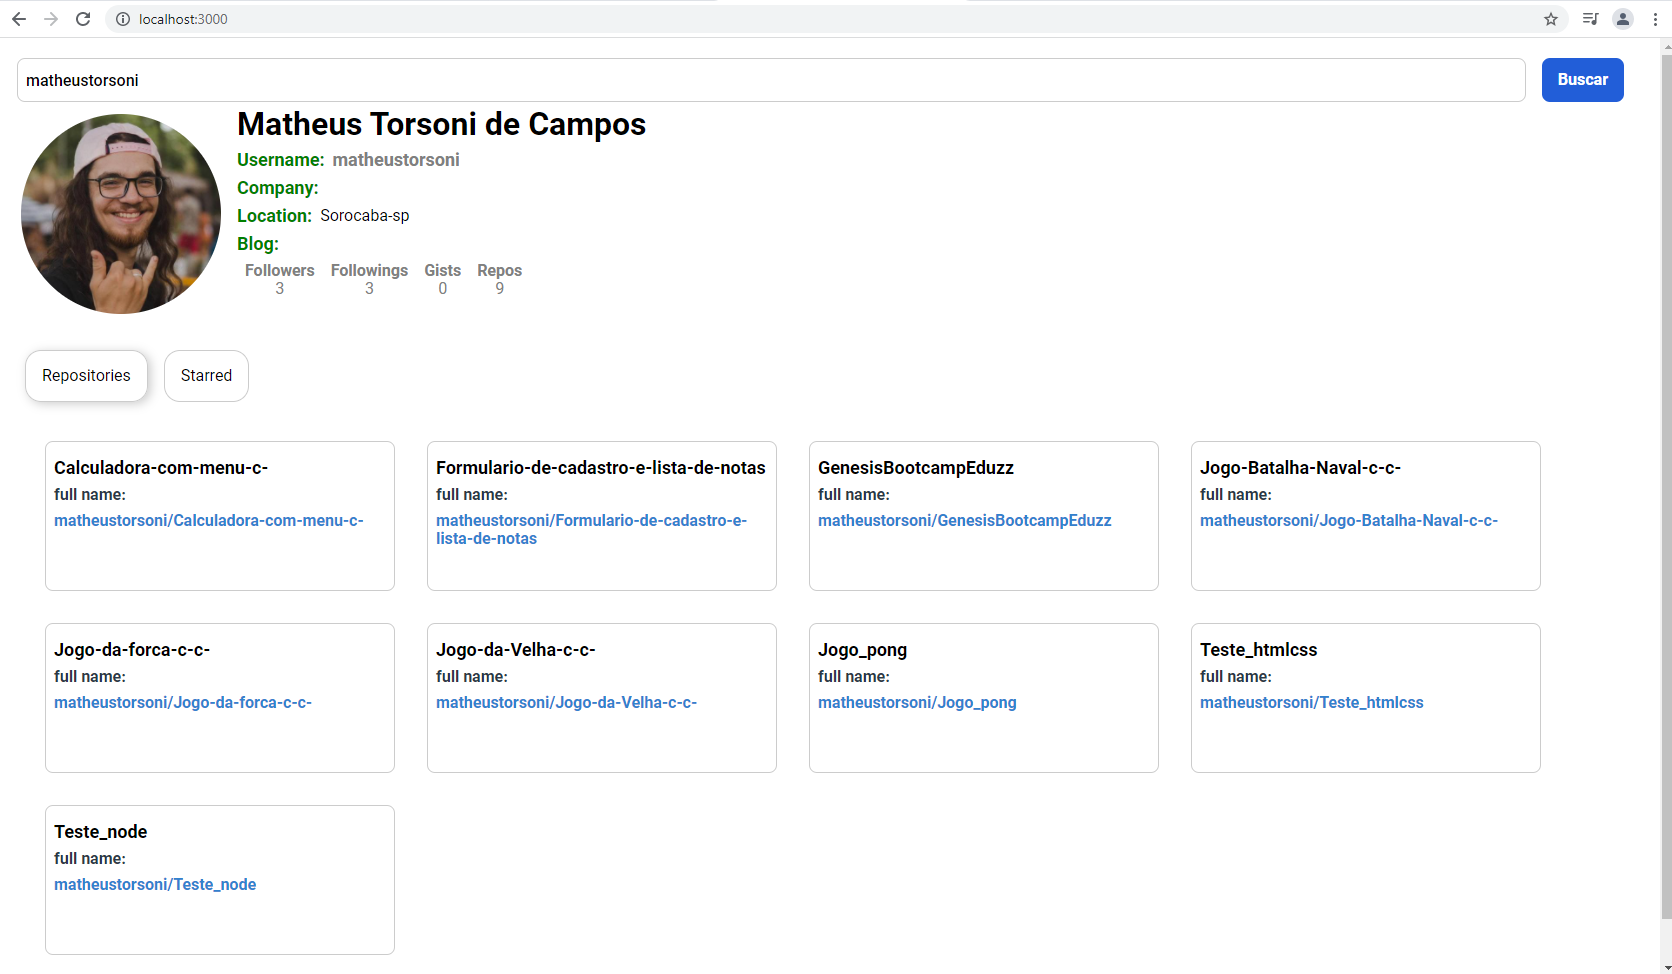 localhost:3000
matheustorsoni
Buscar
Matheus Torsoni de Campos
Username: matheustorsoni
Company:
Location: Sorocaba-sp
Blog:
Followers Followings Gists Repos
3 3 0 9
Repositories Starred
Calculadora-com-menu-c-
full name:
matheustorsoni/Calculadora-com-menu-c-
Formulario-de-cadastro-e-lista-de-notas
full name:
matheustorsoni/Formulario-de-cadastro-e-
lista-de-notas
GenesisBootcampEduzz
full name:
matheustorsoni/GenesisBootcampEduzz
Jogo-Batalha-Naval-c-c-
full name:
matheustorsoni/Jogo-Batalha-Naval-c-c-
Jogo-da-forca-c-c-
full name:
matheustorsoni/Jogo-da-forca-c-c-
Jogo-da-Velha-c-c-
full name:
matheustorsoni/Jogo-da-Velha-c-c-
Jogo_pong
full name:
matheustorsoni/Jogo_pong
Teste_htmlcss
full name:
matheustorsoni/Teste_htmlcss
Teste_node
full name:
matheustorsoni/Teste_node